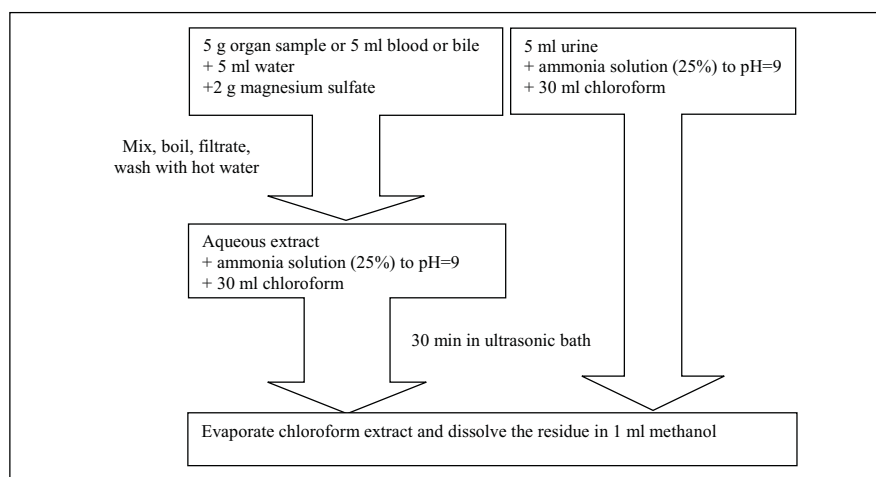 5 g organ sample or 5 ml blood or bile
+ 5 ml water
+2 g magnesium sulfate
5 ml urine
+ ammonia solution (25%) to pH=9
+ 30 ml chloroform
Mix, boil, filtrate,
wash with hot water
Aqueous extract
+ ammonia solution (25%) to pH=9
+ 30 ml chloroform
30 min in ultrasonic bath
Evaporate chloroform extract and dissolve the residue in 1 ml methanol